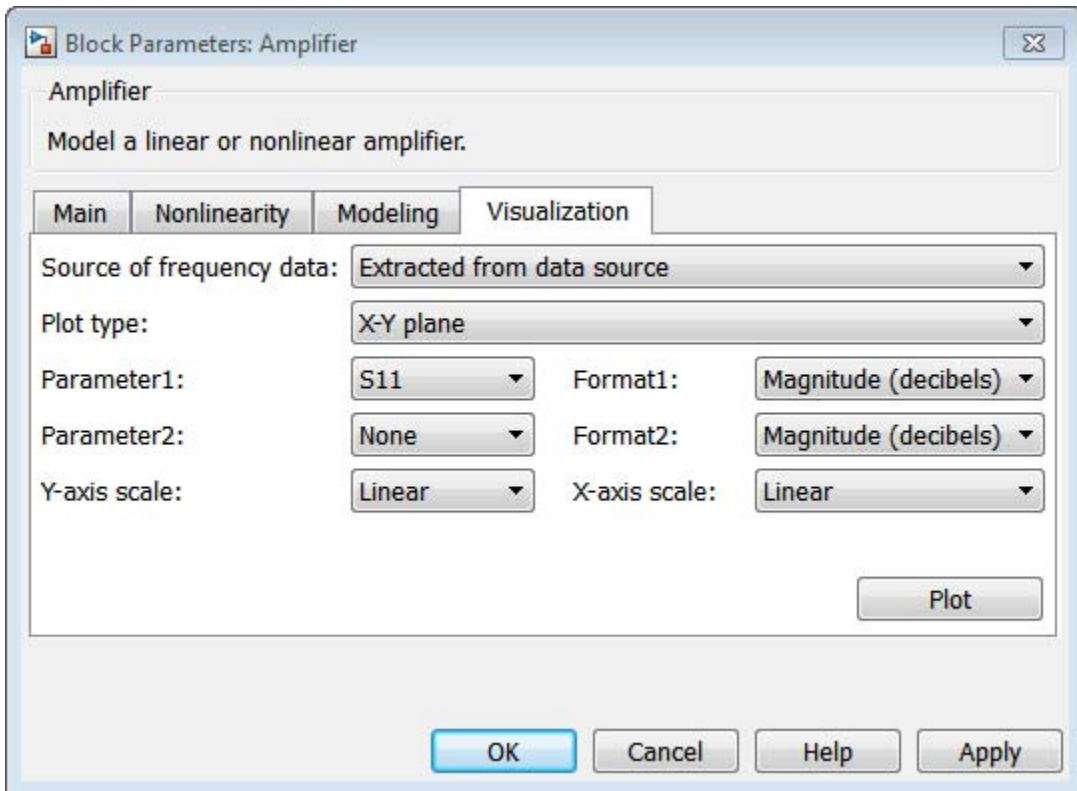 Block Parameters: Amplifier
Amplifier
Model a linear or nonlinear amplifier.
Main Nonlinearity Modeling Visualization
Source of frequency data: Extracted from data source
Plot type: X-Y plane
Parameter1: S11 Format1: Magnitude (decibels)
Parameter2: None Format2: Magnitude (decibels)
Y-axis scale: Linear X-axis scale: Linear
Plot
OK Cancel Help Apply